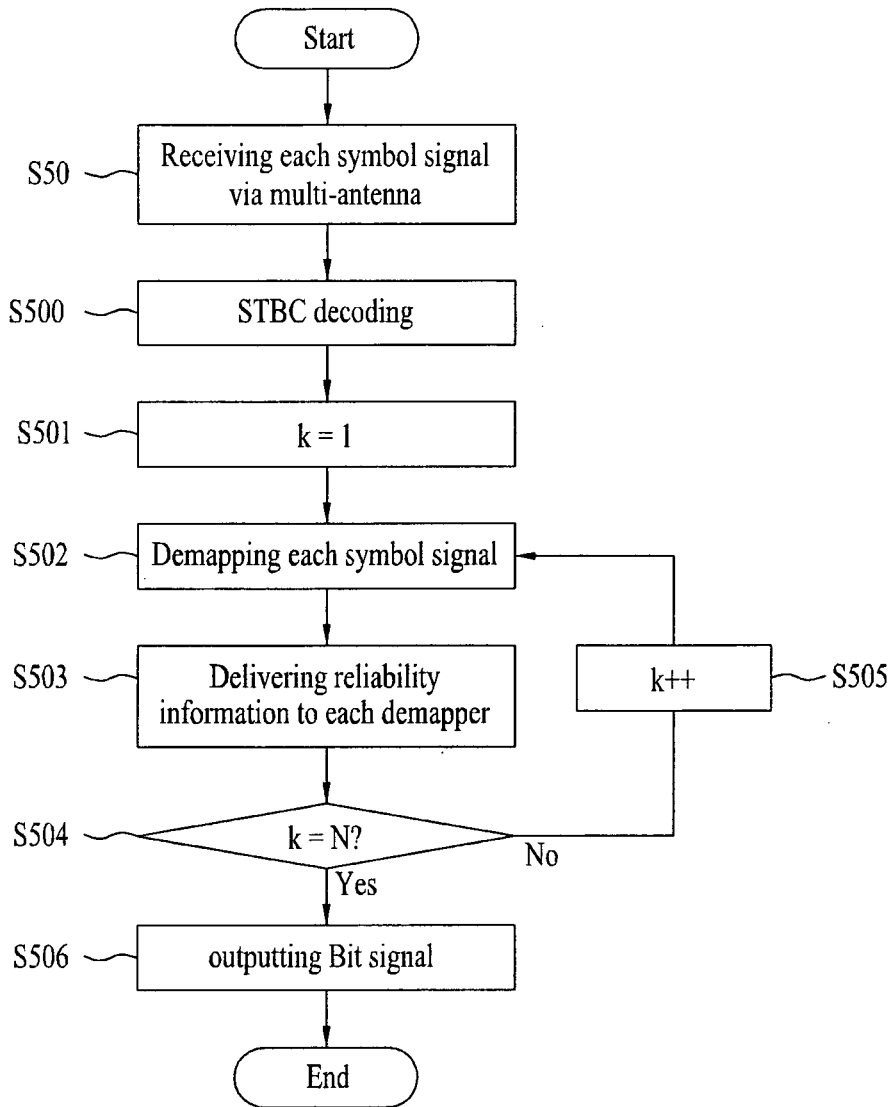 Start
S50
Receiving each symbol signal
via multi-antenna
S500
STBC decoding
S501
k = 1
S502
Demapping each symbol signal
S503
Delivering reliability
information to each demapper
k++
S505
S504
k = N?
No
Yes
S506
outputting Bit signal
End